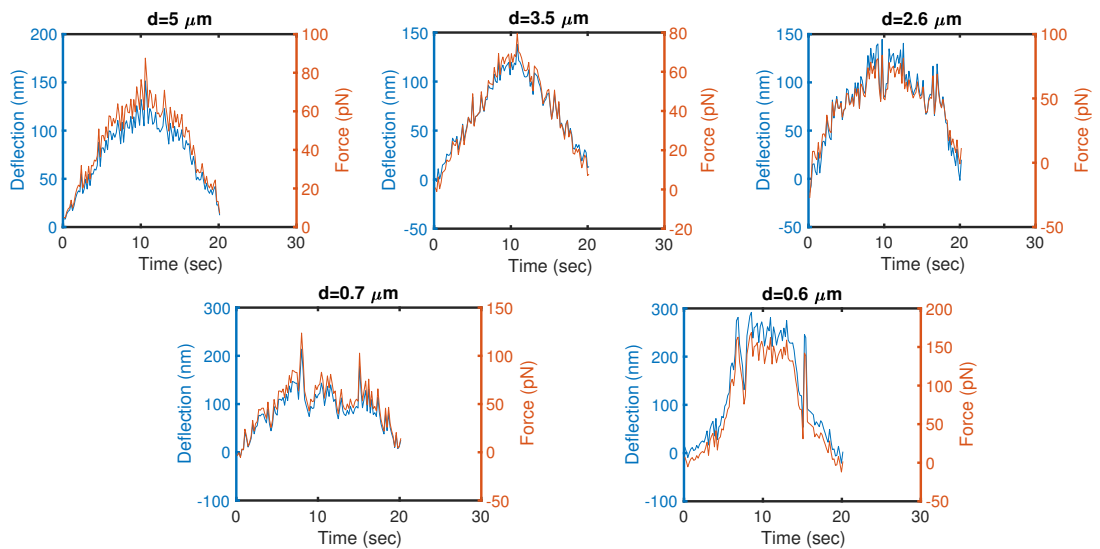 d=5 μm
d=3.5 μm
d=2.6 μm
200
150
100
50
0
Deflection (nm)
100
80
60
40
20
0
Force (pN)
0 10 20 30
Time (sec)
150
100
50
0
-50
Deflection (nm)
80
60
40
20
0
-20
Force (pN)
0 10 20 30
Time (sec)
150
100
50
0
-50
Deflection (nm)
100
50
0
-50
Force (pN)
0 10 20 30
Time (sec)
d=0.7 μm
d=0.6 μm
300
200
100
0
-100
Deflection (nm)
150
100
50
0
-50
Force (pN)
0 10 20 30
Time (sec)
300
200
100
0
-100
Deflection (nm)
200
150
100
50
0
-50
Force (pN)
0 10 20 30
Time (sec)